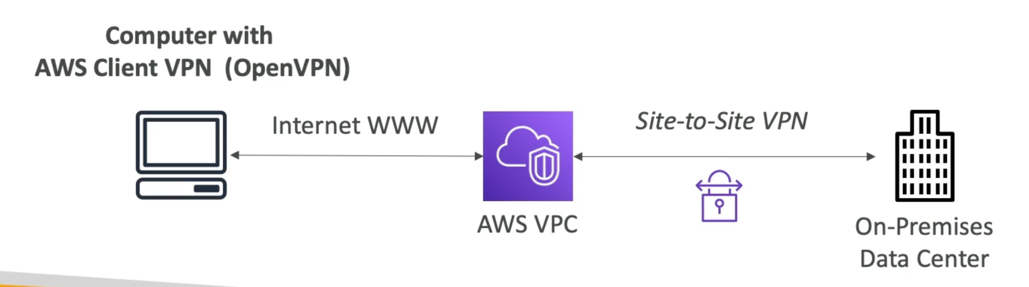 Computer with
AWS Client VPN (OpenVPN)
Internet WWW
Site-to-Site VPN
AWS VPC
On-Premises
Data Center